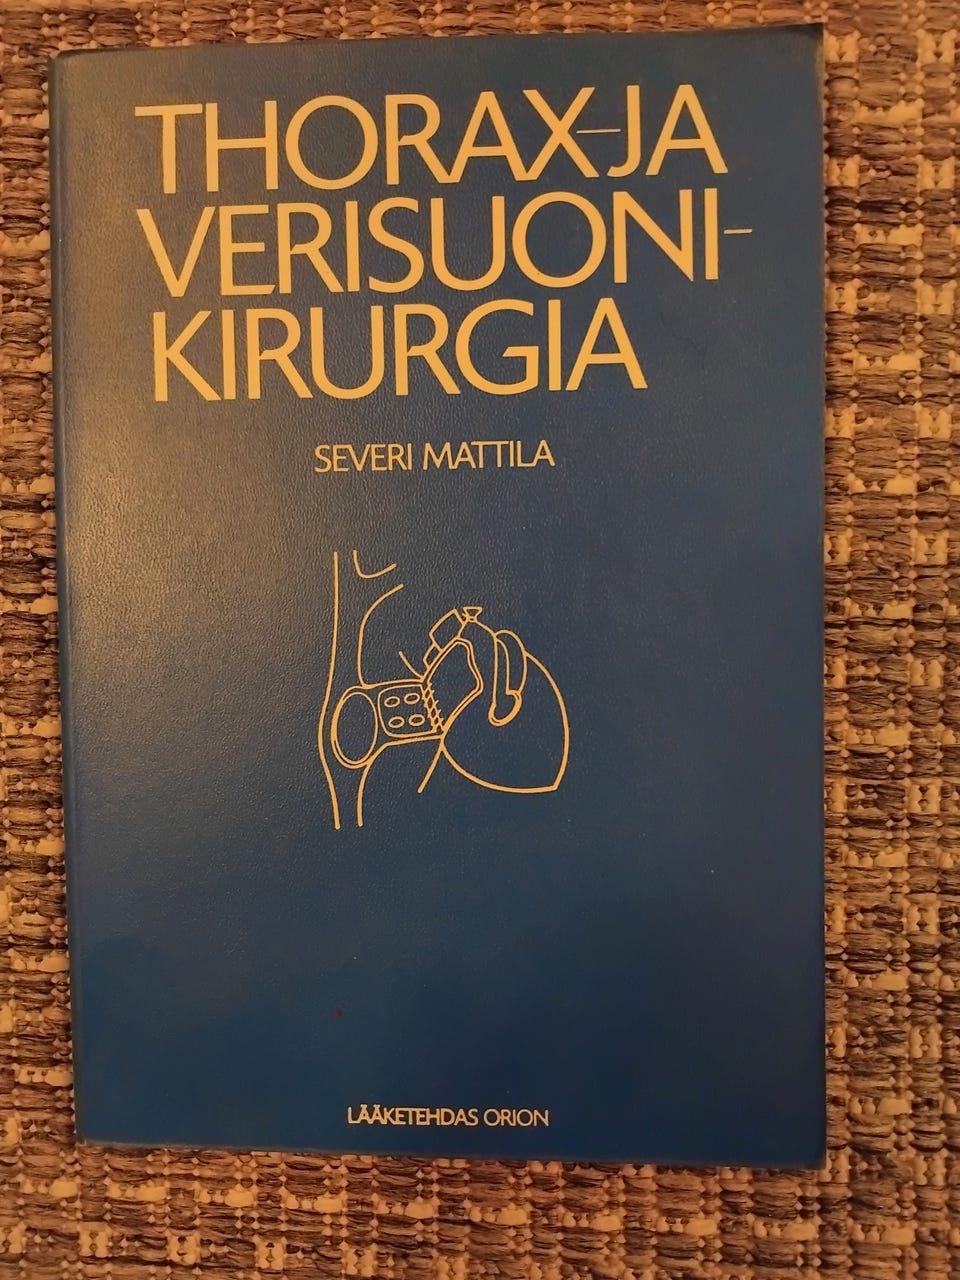 THORAX-JA
VERISUONI-
KIRURGIA
SEVERI MATTILA
LÄÄKETEHDAS ORION